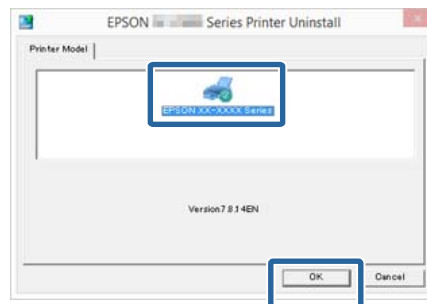 EPSON Series Printer Uninstall
Printer Model
EPSON XX-XXXX Series
Version7.8.14EN
OK Cancel